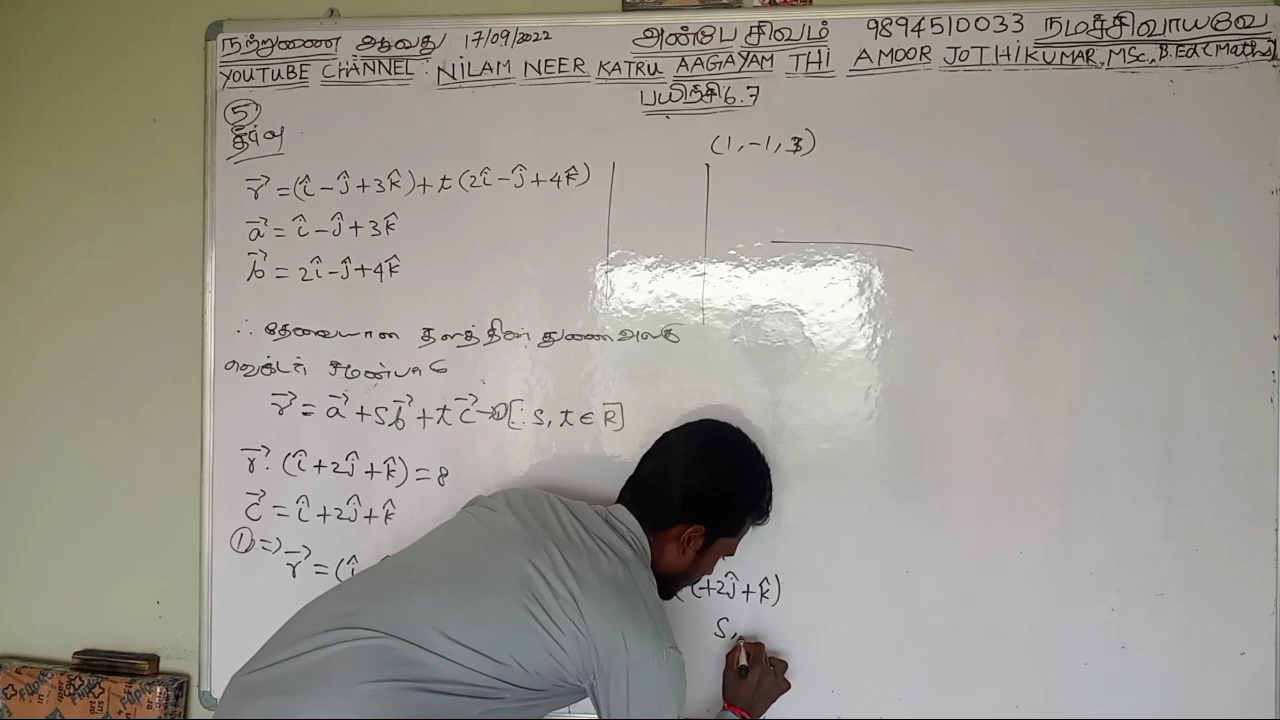 நற்றுணை ஆவது 17/09/2022 அன்பே சிவம் 9894510033 நமச்சிவாயவே
YOUTUBE CHANNEL: NILAM NEER KATRU AAGAYAM THI AMOOR JOTHIKUMAR, MSc., B.Ed (Maths),
பயிற்சி 6.7
⑤
தீர்வு
(1, -1, 3)
r⃗ = (î - ĵ + 3k̂) + t(2î - ĵ + 4k̂)
a⃗ = î - ĵ + 3k̂
b⃗ = 2î - ĵ + 4k̂
∴ தேவையான தளத்தின் துணை அலகு
வெக்டர் சமன்பாடு
r⃗ = a⃗ + sb⃗ + tc⃗ → ① [∵ s, t ∈ R]
r⃗. (î + 2ĵ + k̂) = 8
c⃗ = î + 2ĵ + k̂
① ⇒
r⃗ = (î +2ĵ + k̂)
s,